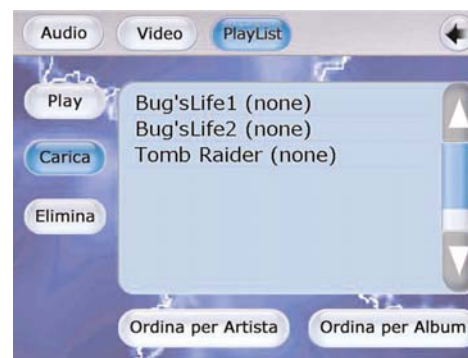 Audio Video PlayList
Play
Carica
Elimina
Bug'sLife1 (none)
Bug'sLife2 (none)
Tomb Raider (none)
Ordina per Artista Ordina per Album